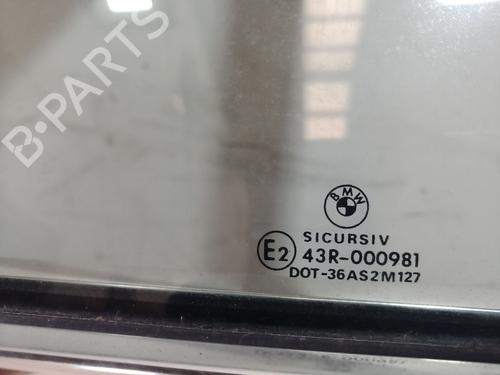 B-PARTS
BMW
SICURSIV
E2 43R-000981
DOT-36AS2M127